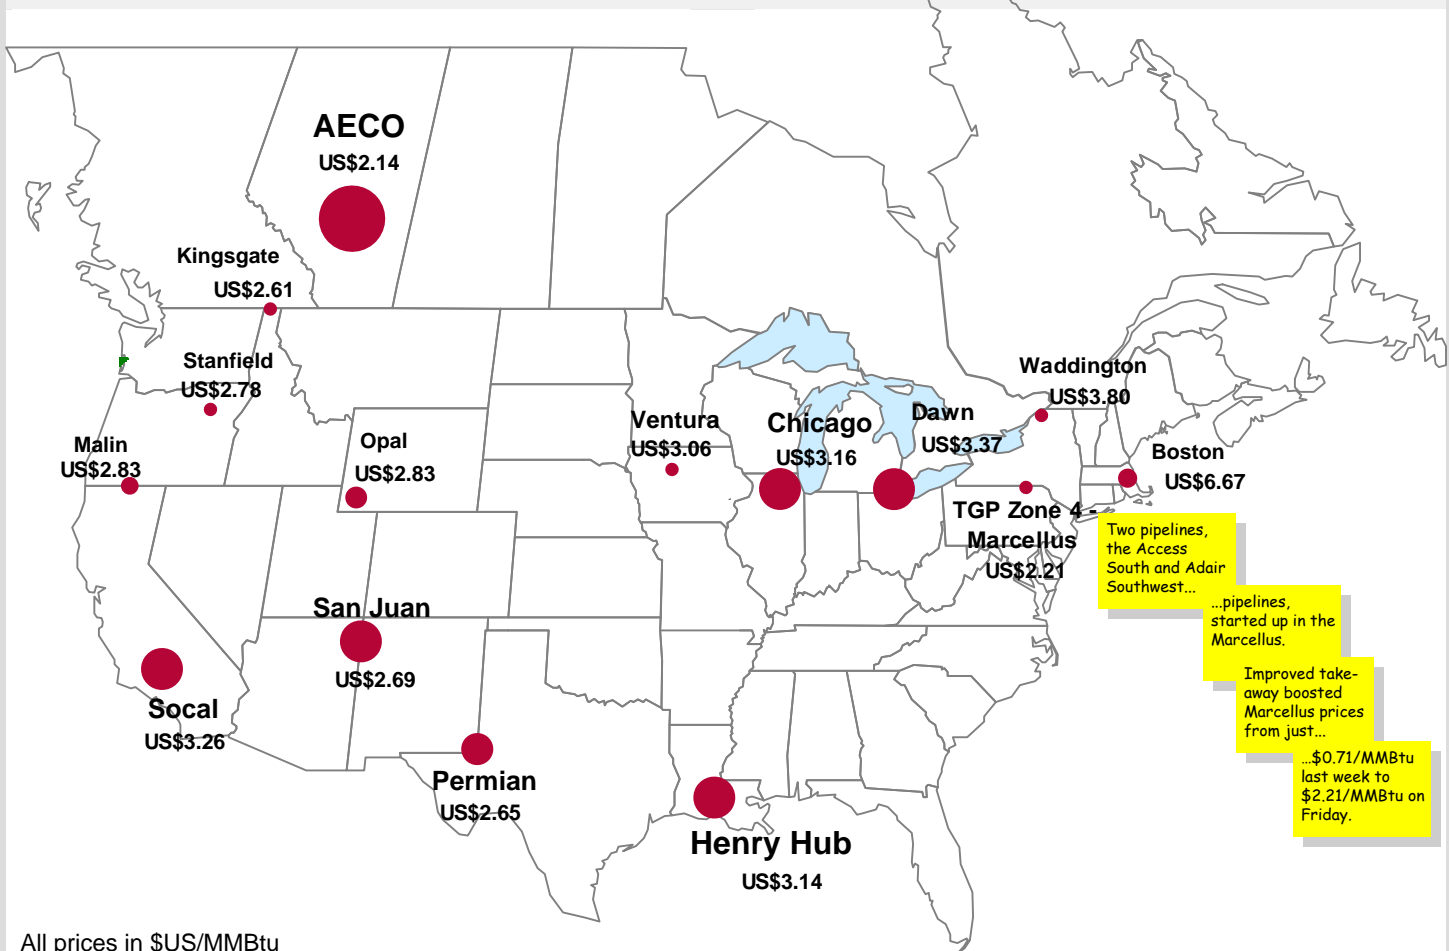 AECO
US$2.14
Kingsgate
US$2.61
Stanfield
US$2.78
Malin
US$2.83
Opal
US$2.83
Ventura
US$3.06
Chicago
US$3.16
Dawn
US$3.37
Waddington
US$3.80
Boston
US$6.67
TGP Zone 4 -
Marcellus
US$2.21
San Juan
US$2.69
Socal
US$3.26
Permian
US$2.65
Henry Hub
US$3.14
Two pipelines,
the Access
South and Adair
Southwest...
...pipelines,
started up in the
Marcellus.
Improved take-
away boosted
Marcellus prices
from just...
...$0.71/MMBtu
last week to
$2.21/MMBtu on
Friday.
All prices in $US/MMBtu